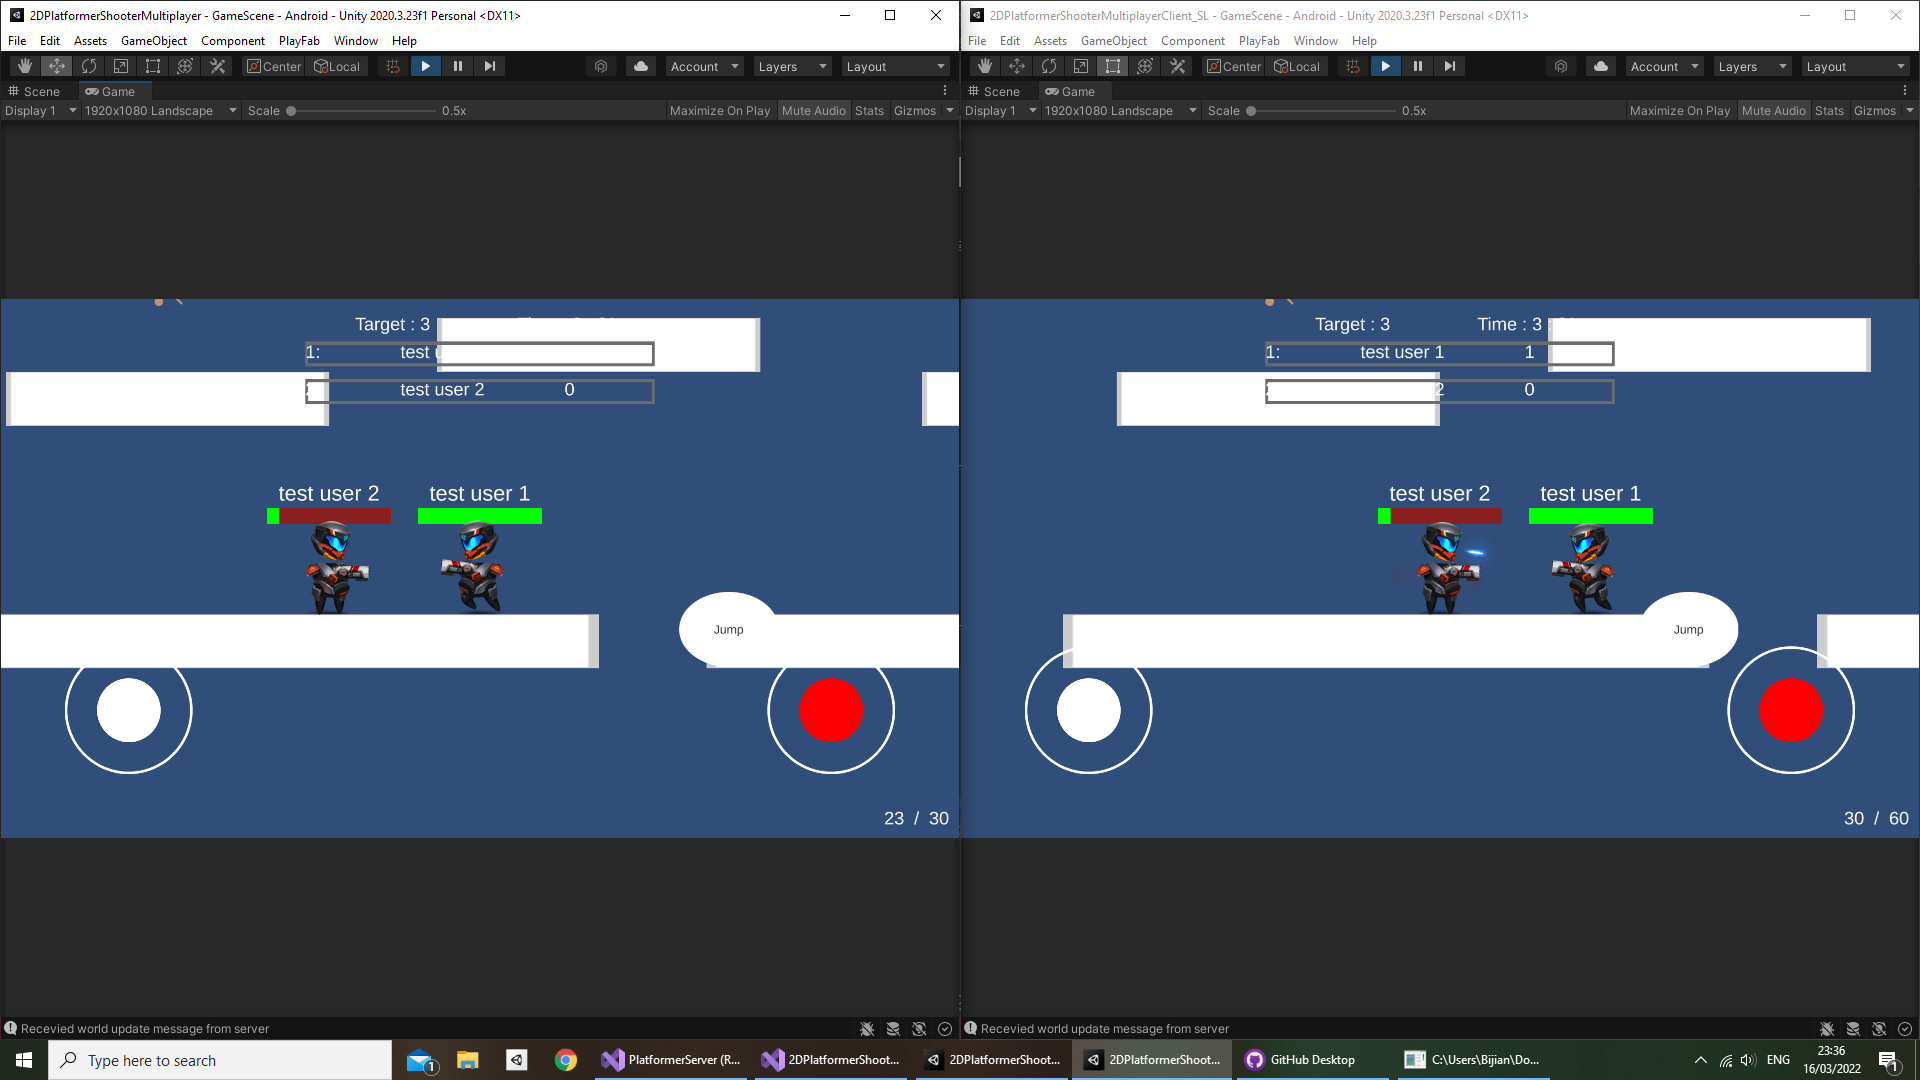 2DPlatformerShooterMultiplayer - GameScene - Android - Unity 2020.3.23f1 Personal <DX11>
File Edit Assets GameObject Component PlayFab Window Help
Center Local Account Layers Layout
Scene Game
Display 1 1920x1080 Landscape Scale 0.5x Maximize On Play Mute Audio Stats Gizmos
Target : 3
1: test u
test user 2 0
test user 2 test user 1
Jump
23 / 30
Recevied world update message from server
2DPlatformerShooterMultiplayerClient_SL - GameScene - Android - Unity 2020.3.23f1 Personal <DX11>
File Edit Assets GameObject Component PlayFab Window Help
Center Local Account Layers Layout
Scene Game
Display 1 1920x1080 Landscape Scale 0.5x Maximize On Play Mute Audio Stats Gizmos
Target : 3 Time : 3
1: test user 1 1
2 0
test user 2 test user 1
Jump
30 / 60
Recevied world update message from server
Type here to search 1 PlatformerServer (R... 2DPlatformerShoot... 2DPlatformerShoot... 2DPlatformerShoot... GitHub Desktop C:\Users\Bijian\Do... ENG
23:36
16/03/2022 1